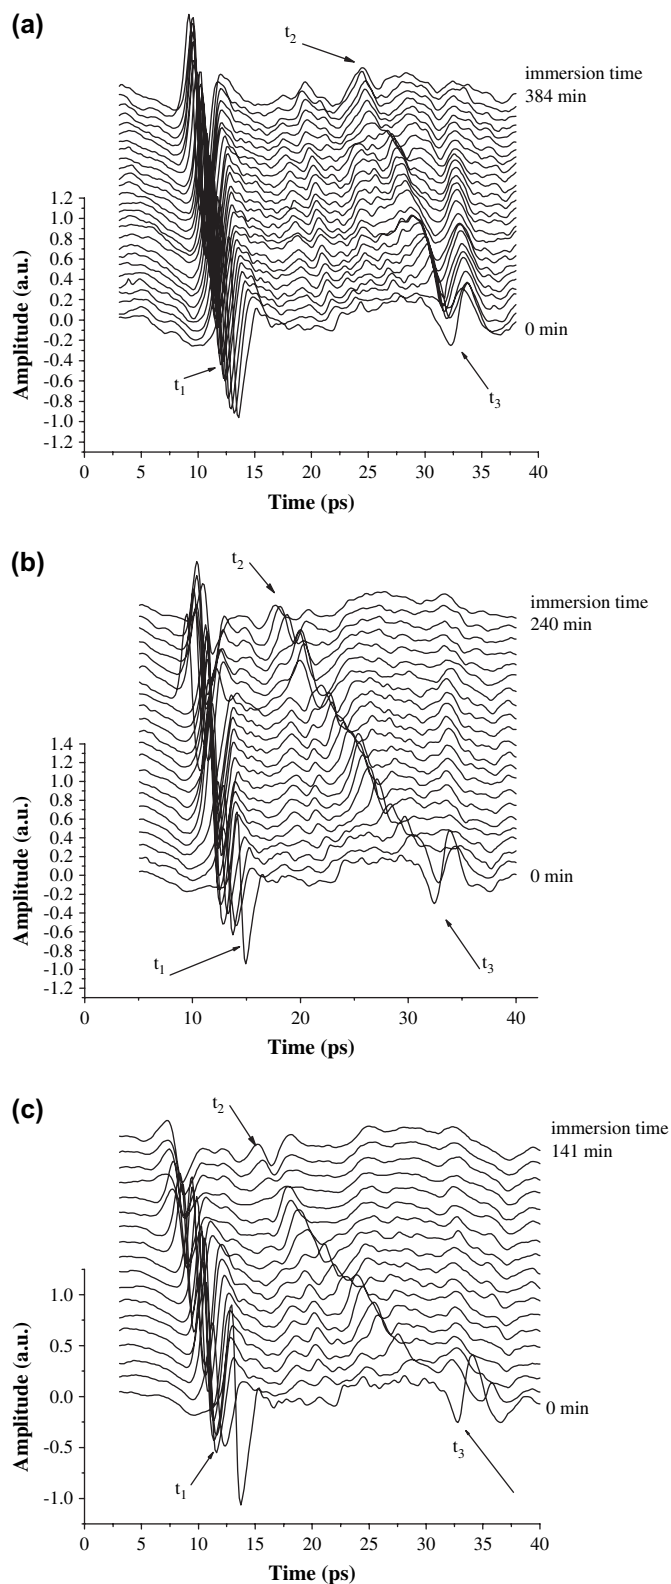 (a)
t2
immersion time
384 min
1.2
1.0
0.8
0.6
0.4
0.2
0.0
-0.2
-0.4
-0.6
-0.8
-1.0
-1.2
Amplitude (a.u.)
0 min
t1
t3
0 5 10 15 20 25 30 35 40
Time (ps)
(b)
t2
immersion time
240 min
1.4
1.2
1.0
0.8
0.6
0.4
0.2
0.0
-0.2
-0.4
-0.6
-0.8
-1.0
-1.2
Amplitude (a.u.)
0 min
t1
t3
0 5 10 15 20 25 30 35 40
Time (ps)
(c)
t2
immersion time
141 min
1.0
0.5
0.0
-0.5
-1.0
Amplitude (a.u.)
0 min
t1
t3
0 5 10 15 20 25 30 35 40
Time (ps)